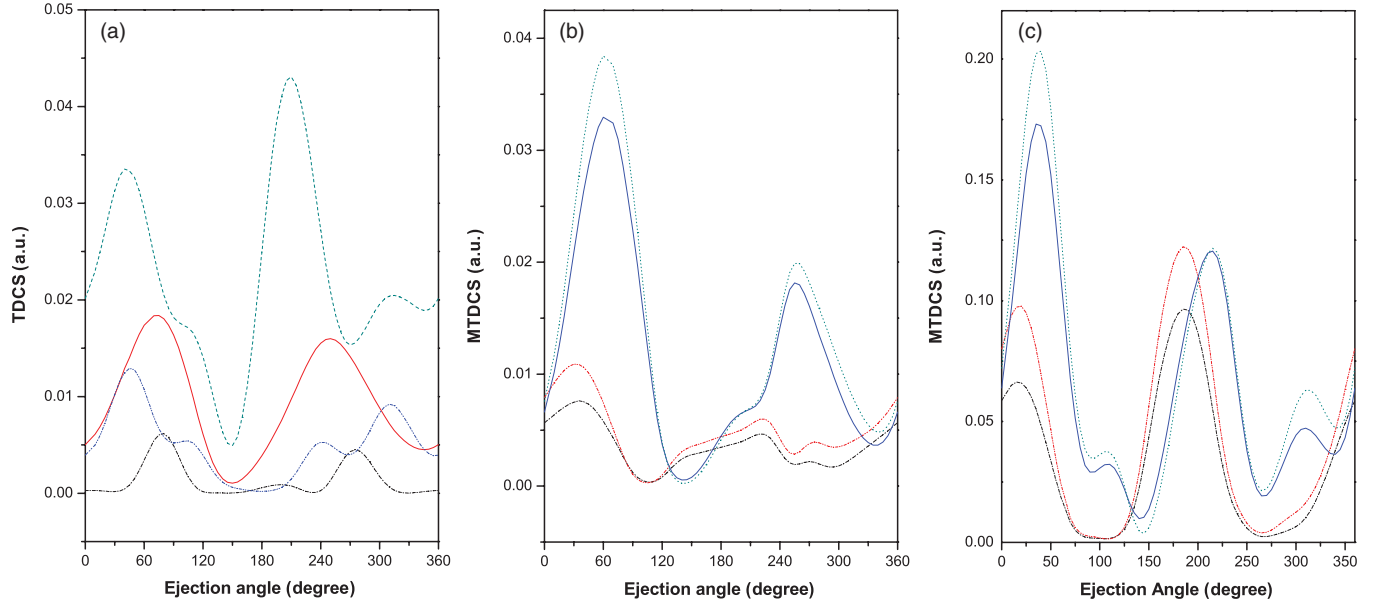 (a)
TDCS (a.u.)
0.05
0.04
0.03
0.02
0.01
0.00
0 60 120 180 240 300 360
Ejection angle (degree)
(b)
MTDCS (a.u.)
0.04
0.03
0.02
0.01
0.00
0 60 120 180 240 300 360
Ejection angle (degree)
(c)
MTDCS (a.u.)
0.20
0.15
0.10
0.05
0.00
0 50 100 150 200 250 300 350
Ejection Angle (degree)